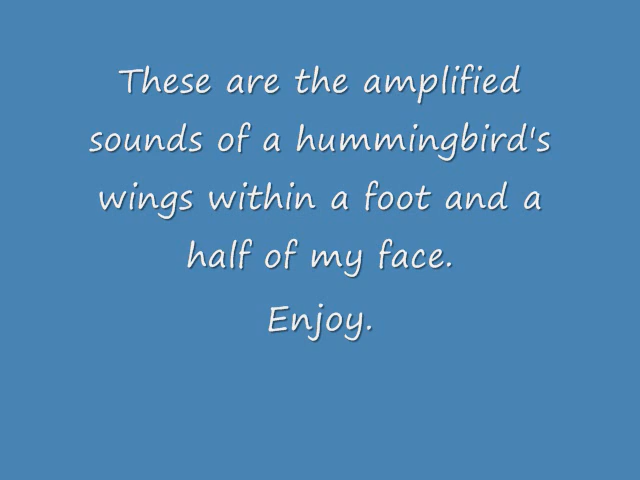 These are the amplified
sounds of a hummingbird's
wings within a foot and a
half of my face.
Enjoy.